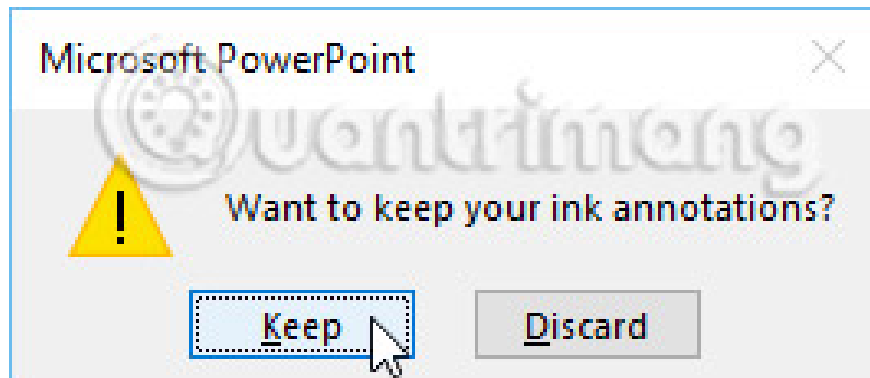 Microsoft PowerPoint
Quantrimang
Want to keep your ink annotations?
Keep Discard